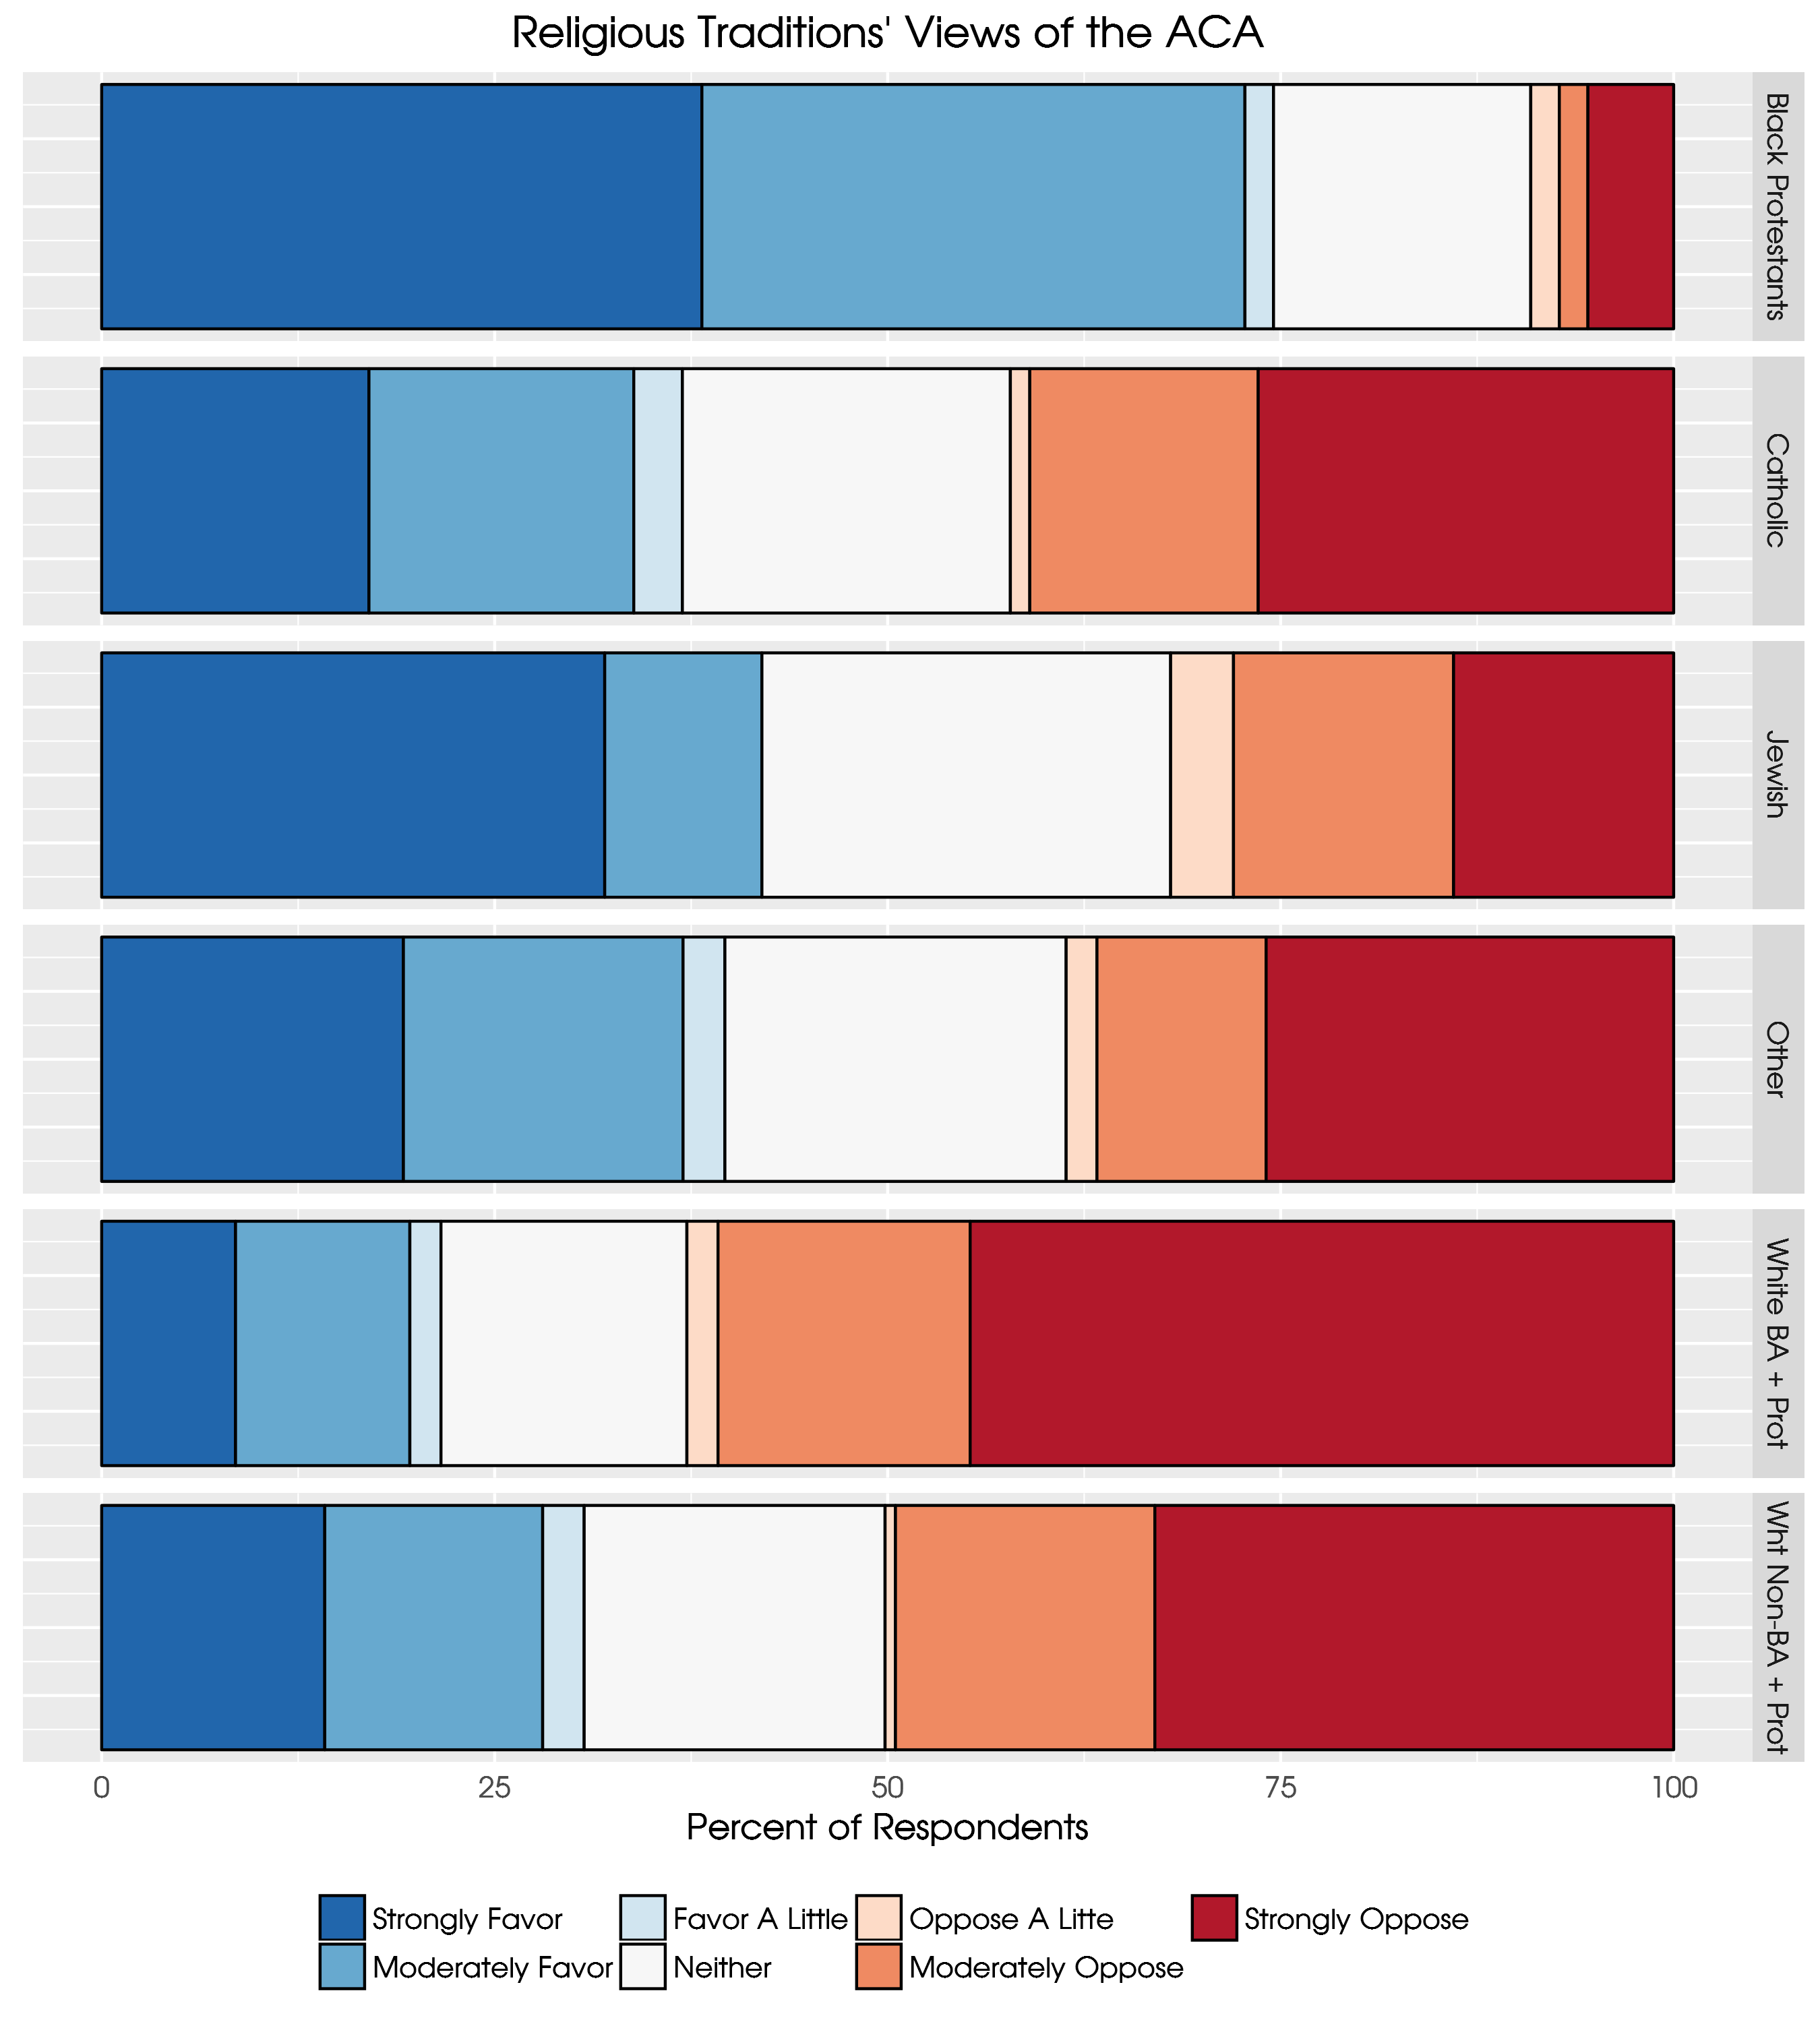 Religious Traditions' Views of the ACA
Black Protestants
Catholic
Jewish
Other
White BA + Prot
Wht Non-BA + Prot
0 25 50 75 100
Percent of Respondents
Strongly Favor Favor A Little Oppose A Litte Strongly Oppose
Moderately Favor Neither Moderately Oppose